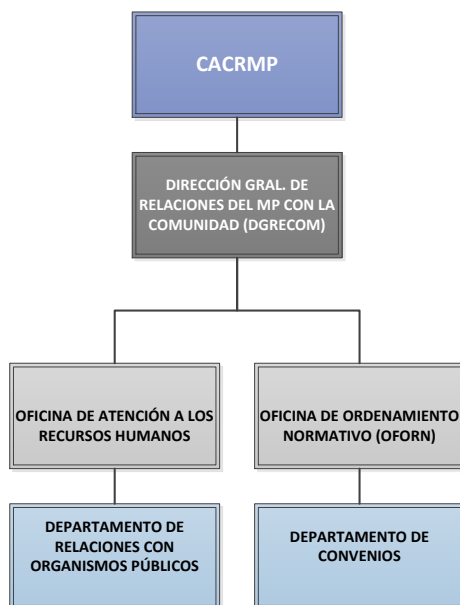 CACRMP
DIRECCIÓN GRAL. DE
RELACIONES DEL MP CON LA
COMUNIDAD (DGRECOM)
OFICINA DE ATENCIÓN A LOS
RECURSOS HUMANOS
OFICINA DE ORDENAMIENTO
NORMATIVO (OFORN)
DEPARTAMENTO DE
RELACIONES CON
ORGANISMOS PÚBLICOS
DEPARTAMENTO DE
CONVENIOS